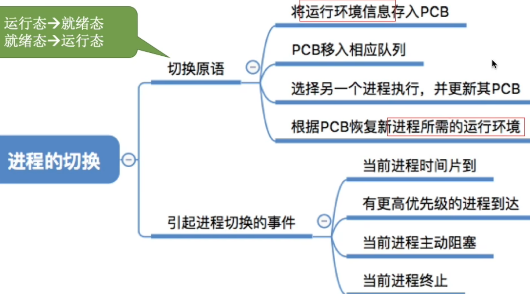 运行态→就绪态
就绪态→运行态
将运行环境信息存入PCB
PCB移入相应队列
切换原语
选择另一个进程执行，并更新其PCB
根据PCB恢复新进程所需的运行环境
进程的切换
当前进程时间片到
有更高优先级的进程到达
引起进程切换的事件
当前进程主动阻塞
当前进程终止